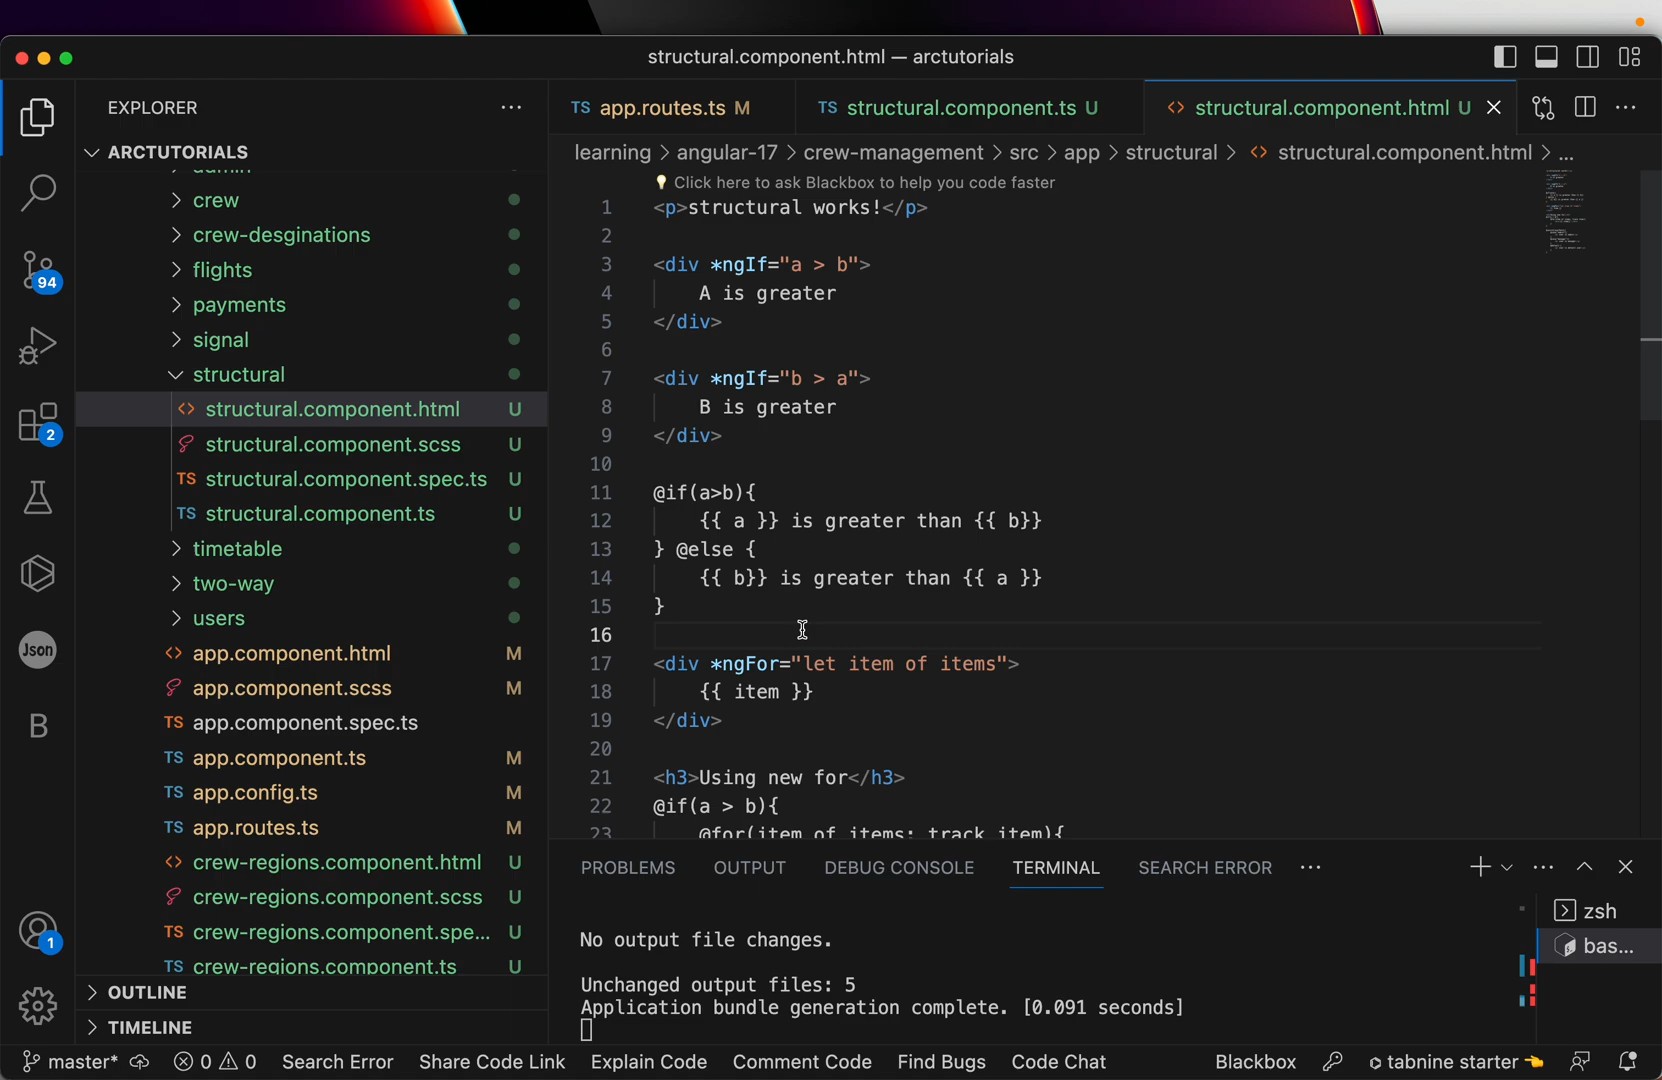 structural.component.html — arctutorials
EXPLORER
ARCTUTORIALS
admin
crew
crew-desginations
flights
payments
signal
structural
structural.component.html U
structural.component.scss U
structural.component.spec.ts U
structural.component.ts U
timetable
two-way
users
app.component.html M
app.component.scss M
app.component.spec.ts
app.component.ts M
app.config.ts M
app.routes.ts M
crew-regions.component.html U
crew-regions.component.scss U
crew-regions.component.spe... U
crew-regions.component.ts U
OUTLINE
TIMELINE
94
2
Json
B
1
TS app.routes.ts M
TS structural.component.ts U
<> structural.component.html U
learning > angular-17 > crew-management > src > app > structural > <> structural.component.html > ...
Click here to ask Blackbox to help you code faster
1 <p>structural works!</p>
2
3 <div *ngIf="a > b">
4 A is greater
5 </div>
6
7 <div *ngIf="b > a">
8 B is greater
9 </div>
10
11 @if(a>b){
12 {{ a }} is greater than {{ b}}
13 } @else {
14 {{ b}} is greater than {{ a }}
15 }
16
17 <div *ngFor="let item of items">
18 {{ item }}
19 </div>
20
21 <h3>Using new for</h3>
22 @if(a > b){
23 @for(item of items; track item){
PROBLEMS OUTPUT DEBUG CONSOLE TERMINAL SEARCH ERROR ...
No output file changes.
Unchanged output files: 5
Application bundle generation complete. [0.091 seconds]
zsh
bas...
master* 0 0 Search Error Share Code Link Explain Code Comment Code Find Bugs Code Chat Blackbox tabnine starter